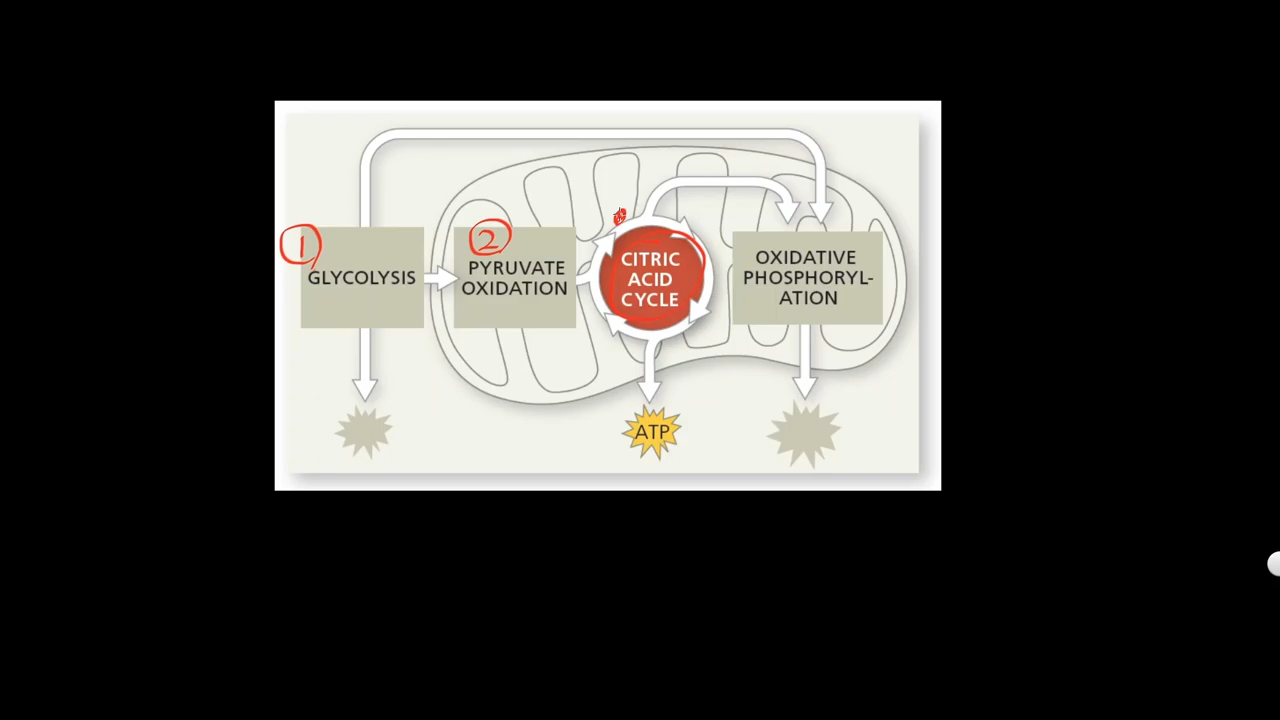 1
GLYCOLYSIS
2
PYRUVATE
OXIDATION
CITRIC
ACID
CYCLE
OXIDATIVE
PHOSPHORYL-
ATION
ATP